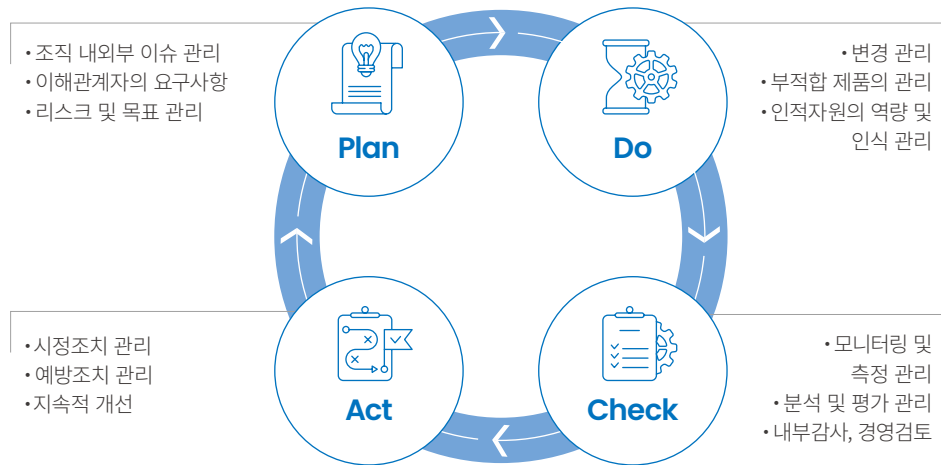 • 조직 내외부 이슈 관리
• 이해관계자의 요구사항
• 리스크 및 목표 관리
Plan
Do
• 변경 관리
• 부적합 제품의 관리
• 인적자원의 역량 및
인식 관리
• 시정조치 관리
• 예방조치 관리
• 지속적 개선
Act
Check
• 모니터링 및
측정 관리
• 분석 및 평가 관리
• 내부감사, 경영검토